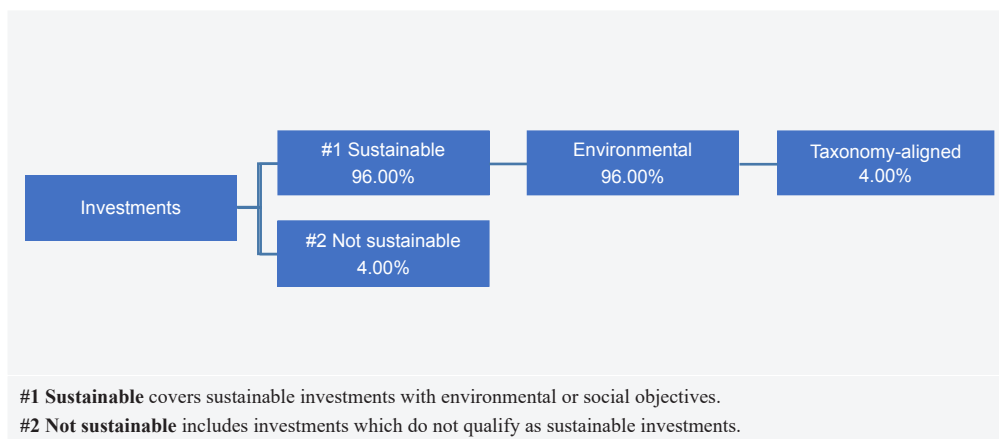 #1 Sustainable
96.00%
Environmental
96.00%
Taxonomy-aligned
4.00%
Investments
#2 Not sustainable
4.00%
#1 Sustainable covers sustainable investments with environmental or social objectives.
#2 Not sustainable includes investments which do not qualify as sustainable investments.